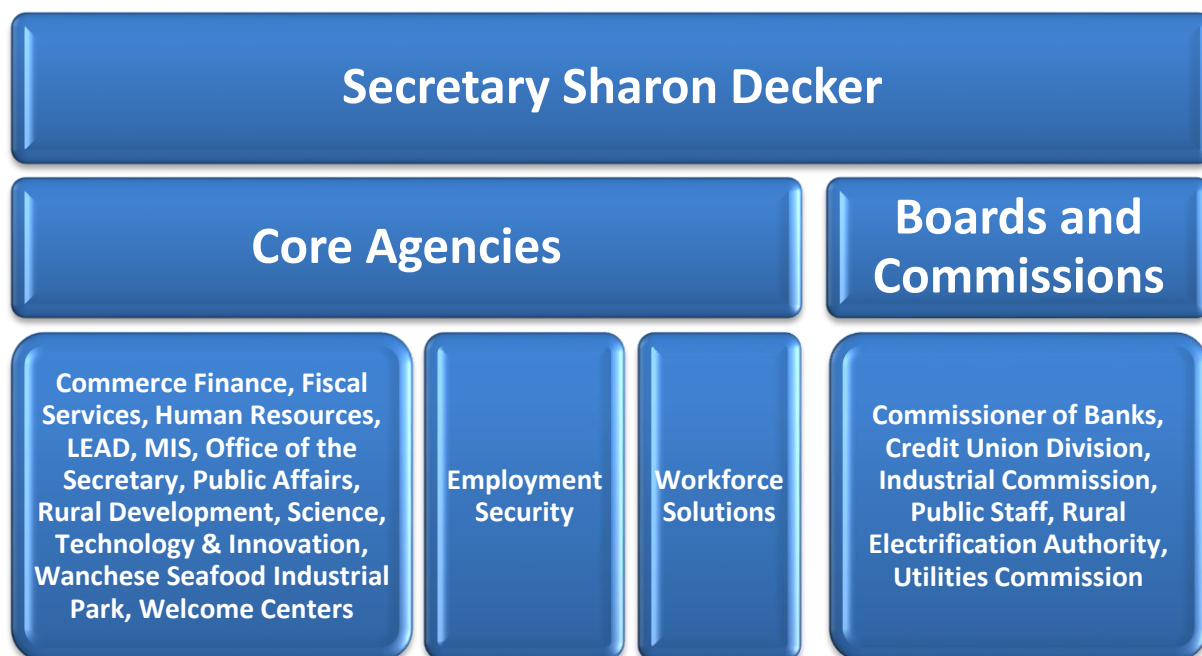 Secretary Sharon Decker
Core Agencies
Boards and
Commissions
Commerce Finance, Fiscal
Services, Human Resources,
LEAD, MIS, Office of the
Secretary, Public Affairs,
Rural Development, Science,
Technology & Innovation,
Wanchese Seafood Industrial
Park, Welcome Centers
Employment
Security
Workforce
Solutions
Commissioner of Banks,
Credit Union Division,
Industrial Commission,
Public Staff, Rural
Electrification Authority,
Utilities Commission